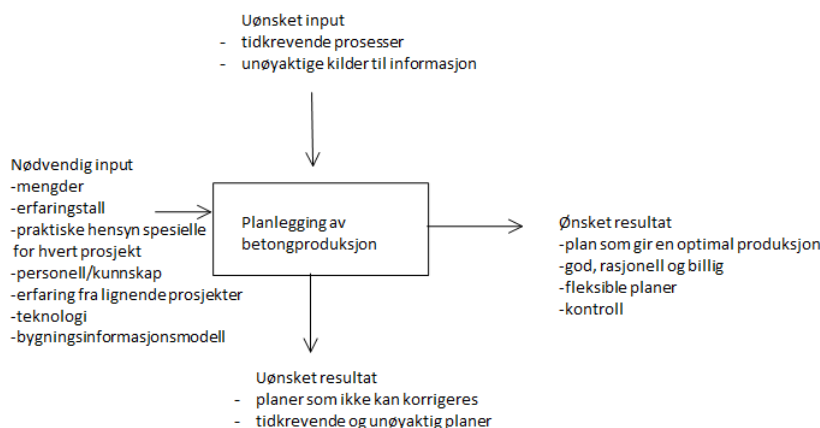 Uønsket input
- tidkrevende prosesser
- unøyaktige kilder til informasjon
Nødvendig input
-mengder
-erfaringstall
-praktiske hensyn spesielle
for hvert prosjekt
-personell/kunnskap
-erfaring fra lignende prosjekter
-teknologi
-bygningsinformasjonsmodell
Planlegging av
betongproduksjon
Ønsket resultat
-plan som gir en optimal produksjon
-god, rasjonell og billig
-fleksible planer
-kontroll
Uønsket resultat
- planer som ikke kan korrigeres
- tidkrevende og unøyaktig planer